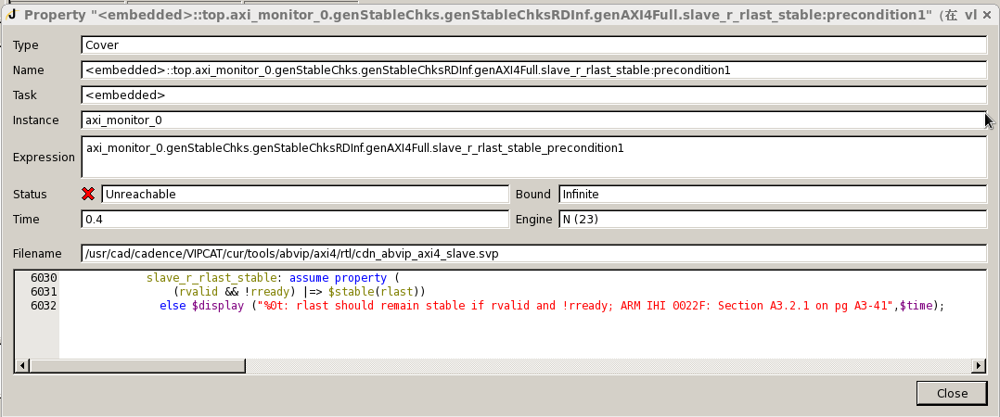 Property "<embedded>::top.axi_monitor_0.genStableChks.genStableChksRDInf.genAXI4Full.slave_r_rlast_stable:precondition1" (在 vl
Type Cover
Name <embedded>::top.axi_monitor_0.genStableChks.genStableChksRDInf.genAXI4Full.slave_r_rlast_stable:precondition1
Task <embedded>
Instance axi_monitor_0
Expression axi_monitor_0.genStableChks.genStableChksRDInf.genAXI4Full.slave_r_rlast_stable_precondition1
Status Unreachable Bound Infinite
Time 0.4 Engine N (23)
Filename /usr/cad/cadence/VIPCAT/cur/tools/abvip/axi4/rtl/cdn_abvip_axi4_slave.svp
6030 slave_r_rlast_stable: assume property (
6031 (rvalid && !rready) |=> $stable(rlast))
6032 else $display ("%0t: rlast should remain stable if rvalid and !rready; ARM IHI 0022F: Section A3.2.1 on pg A3-41",$time);
Close